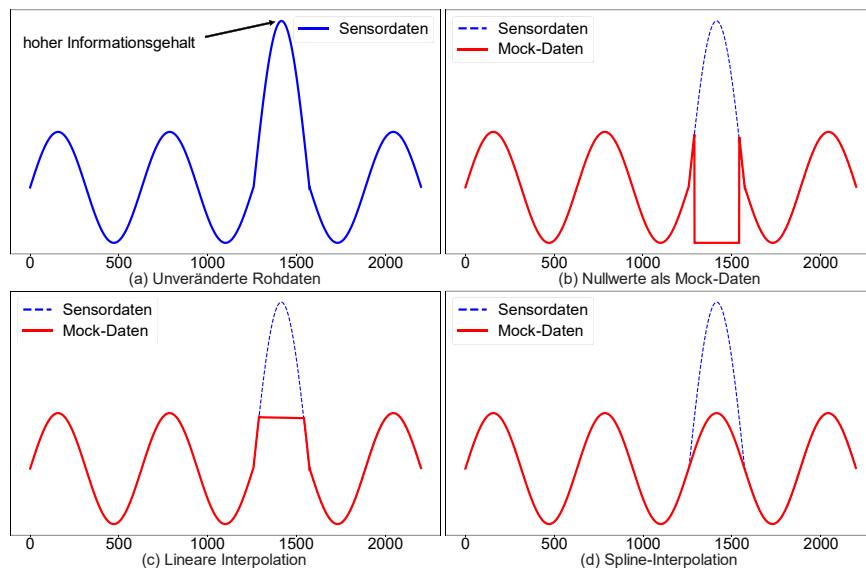 hoher Informationsgehalt
Sensordaten
0 500 1000 1500 2000
(a) Unveränderte Rohdaten
Sensordaten
Mock-Daten
0 500 1000 1500 2000
(b) Nullwerte als Mock-Daten
Sensordaten
Mock-Daten
0 500 1000 1500 2000
(c) Lineare Interpolation
Sensordaten
Mock-Daten
0 500 1000 1500 2000
(d) Spline-Interpolation